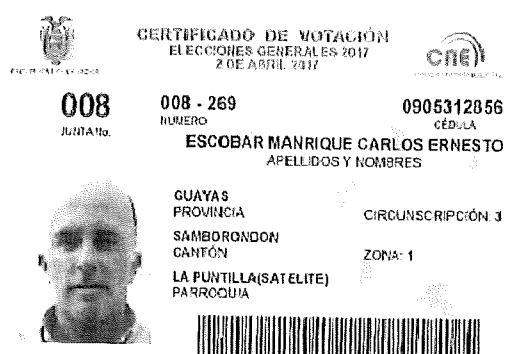 CERTIFICADO DE VOTACIÓN
ELECCIONES GENERALES 2017
2 DE ABRIL 2017
CNE
008
JUNTA No.
008 - 269
NUMERO
0905312856
CÉDULA
ESCOBAR MANRIQUE CARLOS ERNESTO
APELLIDOS Y NOMBRES
GUAYAS
PROVINCIA
CIRCUNSCRIPCIÓN: 3
SAMBORONDON
CANTÓN
ZONA: 1
LA PUNTILLA(SATELITE)
PARROQUIA